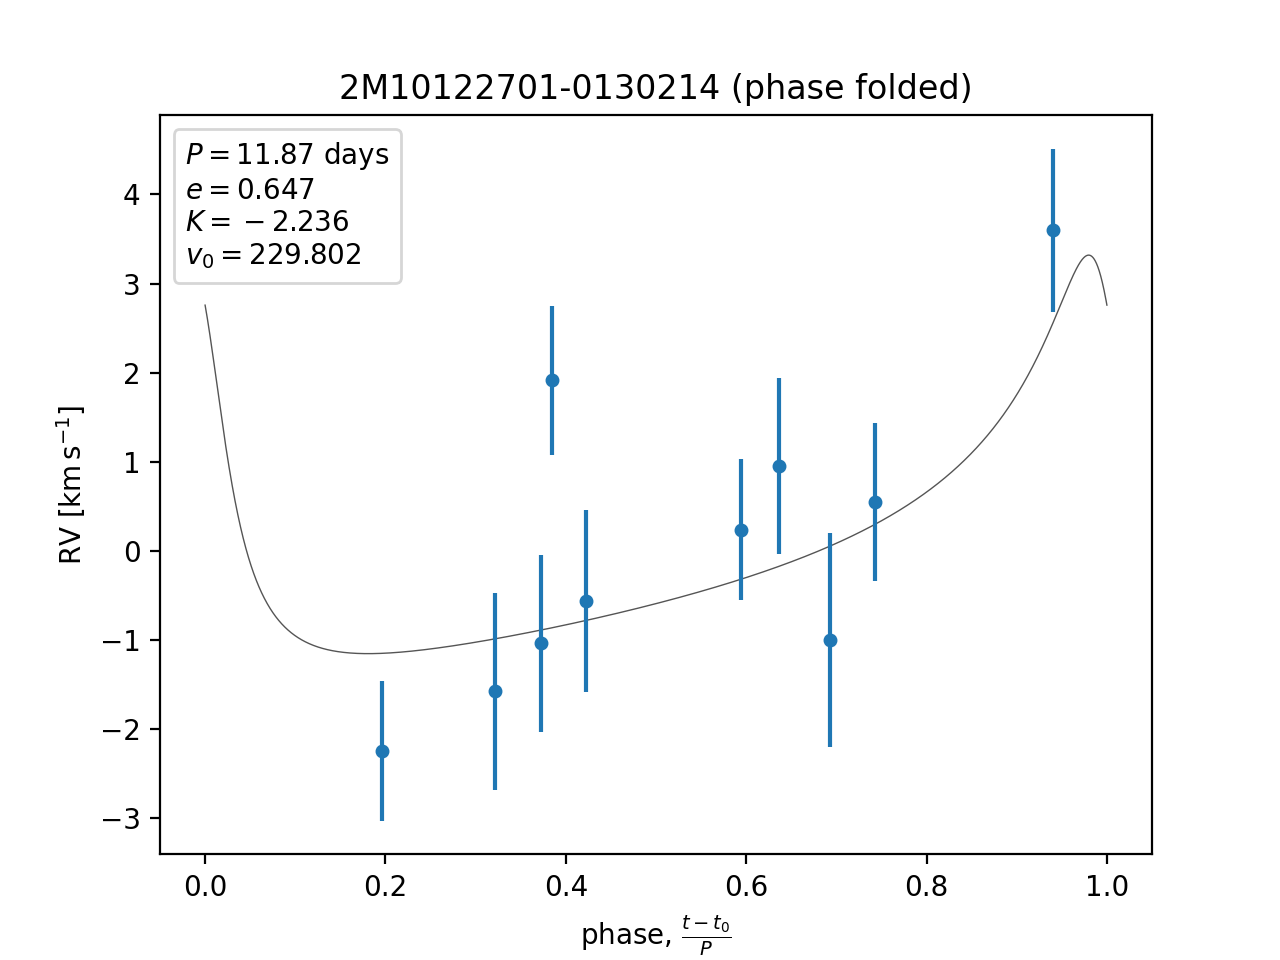 2M10122701-0130214 (phase folded)
P = 11.87 days
e = 0.647
K = −2.236
v₀ = 229.802
4
3
2
1
0
−1
−2
−3
RV [km s⁻¹]
0.0 0.2 0.4 0.6 0.8 1.0
phase, (t − t₀)/P